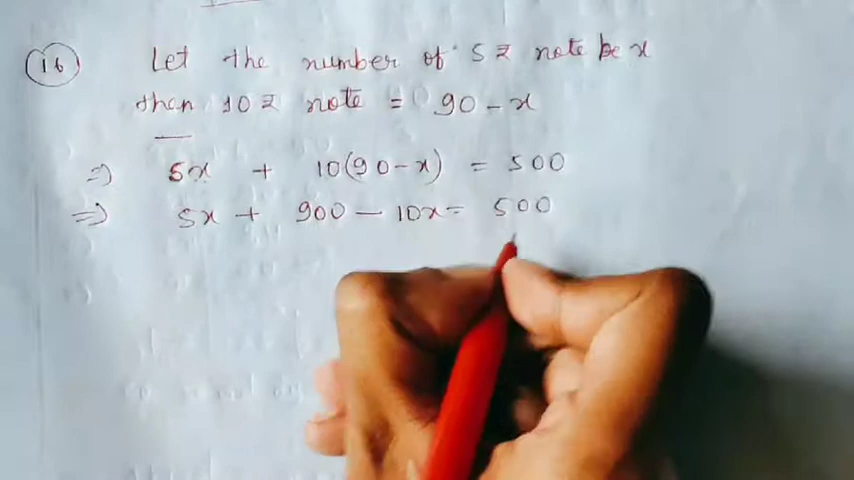 16 Let the number of 5 ₹ note be x
then 10 ₹ note = 90 - x
⇒ 5x + 10(90-x) = 500
⇒ 5x + 900 - 10x = 500